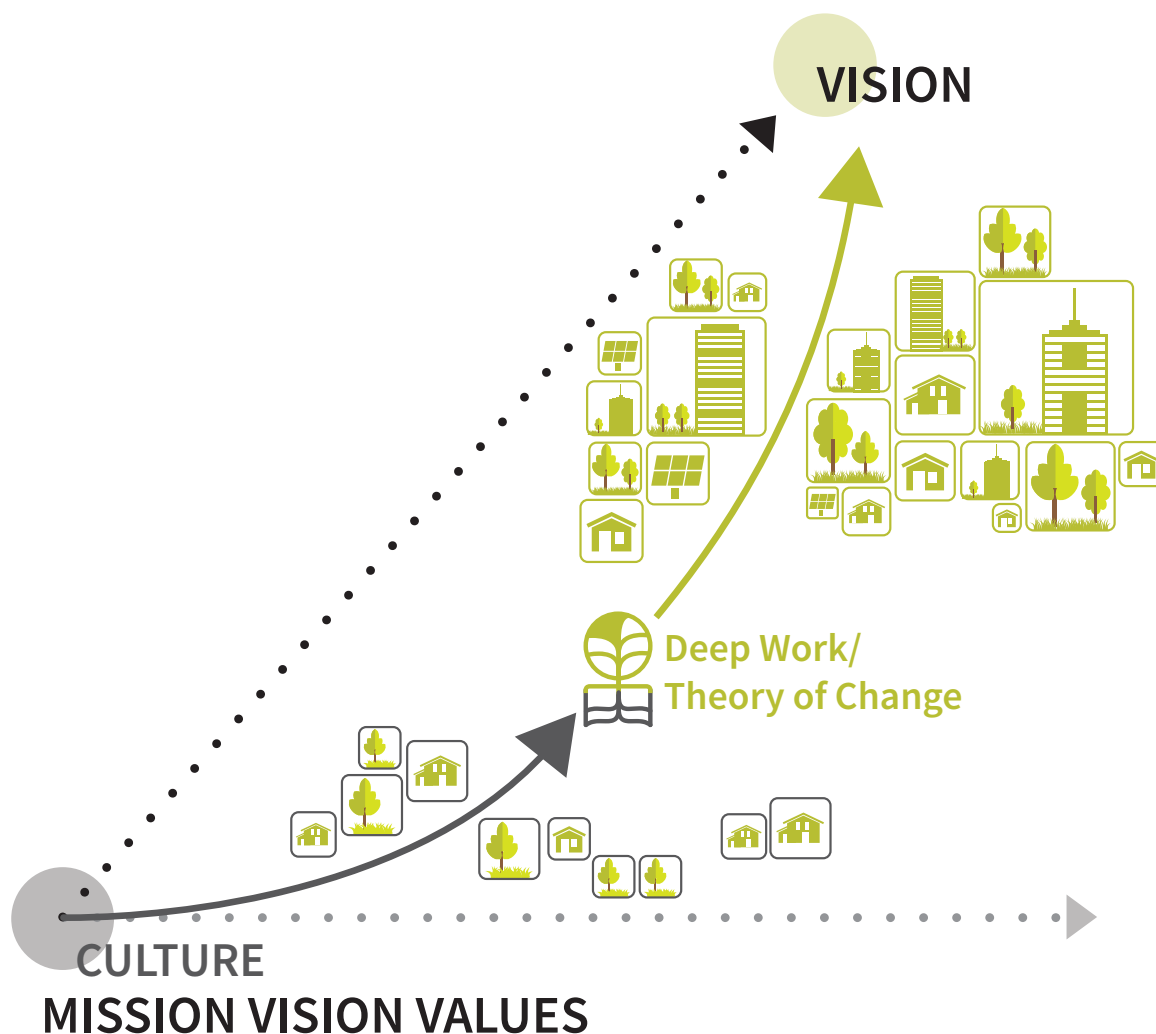 VISION
Deep Work/
Theory of Change
CULTURE
MISSION VISION VALUES